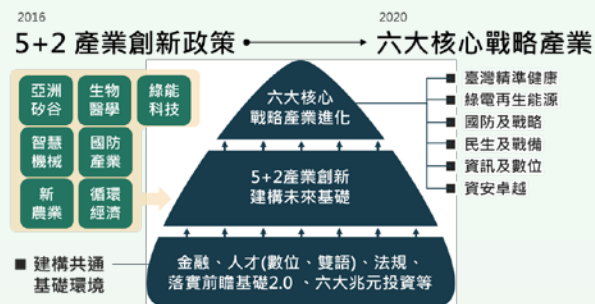 2016
2020
5+2 產業創新政策
六大核心戰略產業
亞洲
矽谷
生物
醫學
綠能
科技
智慧
機械
國防
產業
新
農業
循環
經濟
六大核心
戰略產業進化
5+2產業創新
建構未來基礎
金融、人才(數位、雙語)、法規、
落實前瞻基礎2.0 、六大兆元投資等
■ 臺灣精準健康
■ 綠電再生能源
■ 國防及戰略
■ 民生及戰備
■ 資訊及數位
■ 資安卓越
■ 建構共通
基礎環境